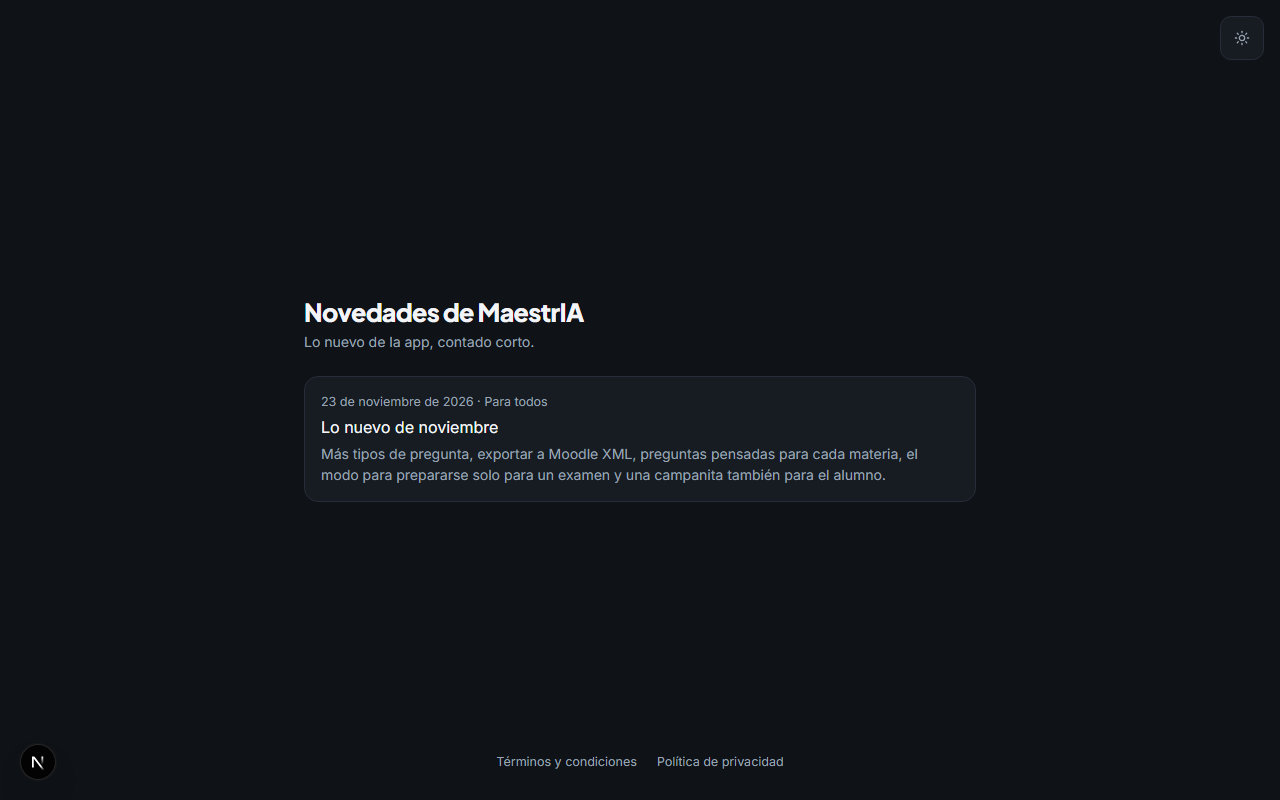 Novedades de MaestrIA
Lo nuevo de la app, contado corto.
23 de noviembre de 2026 · Para todos
Lo nuevo de noviembre
Más tipos de pregunta, exportar a Moodle XML, preguntas pensadas para cada materia, el
modo para prepararse solo para un examen y una campanita también para el alumno.
N
Términos y condiciones
Política de privacidad